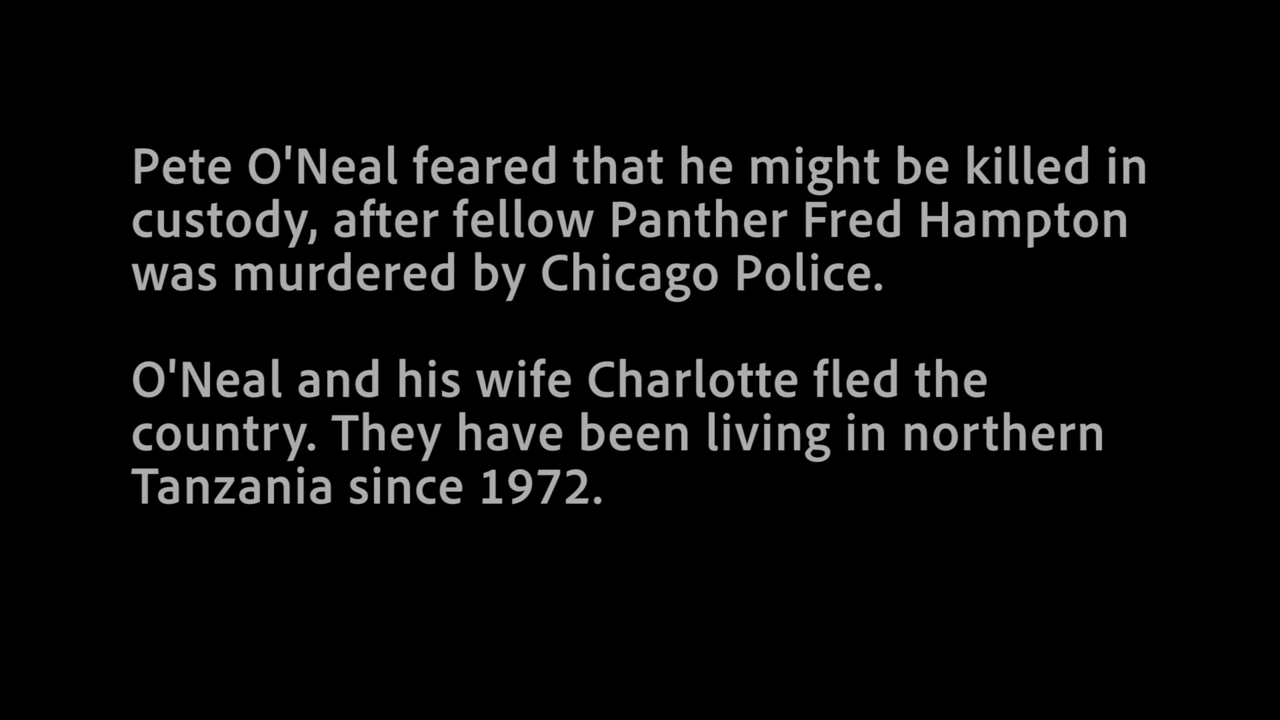 Pete O'Neal feared that he might be killed in
custody, after fellow Panther Fred Hampton
was murdered by Chicago Police.
O'Neal and his wife Charlotte fled the
country. They have been living in northern
Tanzania since 1972.